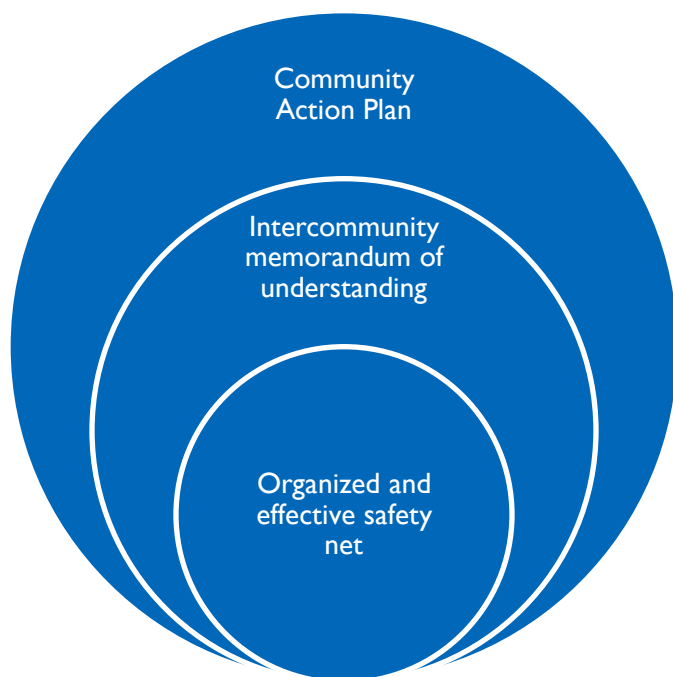 Community
Action Plan
Intercommunity
memorandum of
understanding
Organized and
effective safety
net